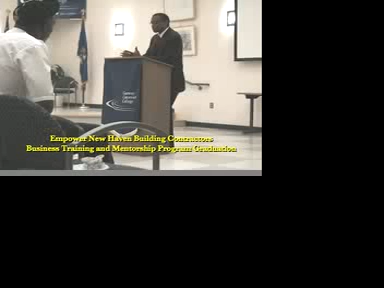 Empower New Haven Building Contractors
Business Training and Mentorship Program Graduation